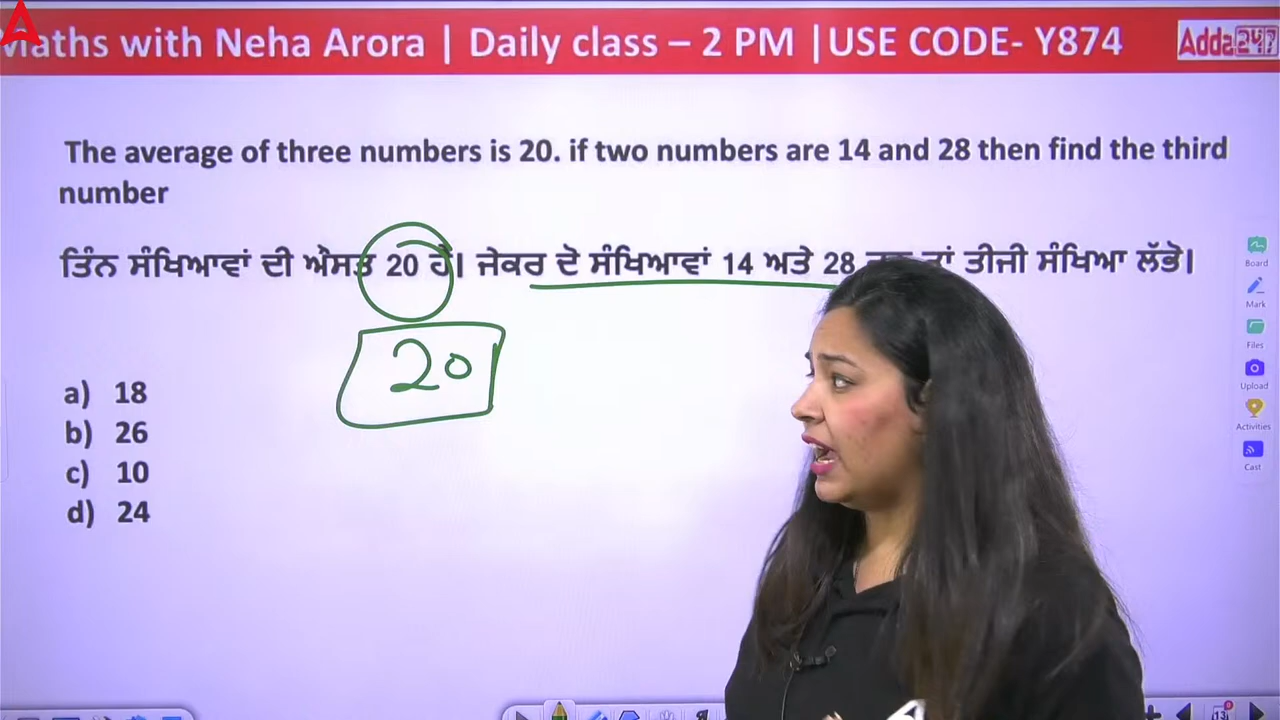 Maths with Neha Arora | Daily class – 2 PM |USE CODE- Y874
Adda247
The average of three numbers is 20. if two numbers are 14 and 28 then find the third
number
ਤਿੰਨ ਸੰਖਿਆਵਾਂ ਦੀ ਔਸਤ 20 ਹੈ। ਜੇਕਰ ਦੋ ਸੰਖਿਆਵਾਂ 14 ਅਤੇ 28 ਤੀਜੀ ਸੰਖਿਆ ਲੱਭੋ।
20
a) 18
b) 26
c) 10
d) 24
Board
Mark
Files
Upload
Activities
Cast